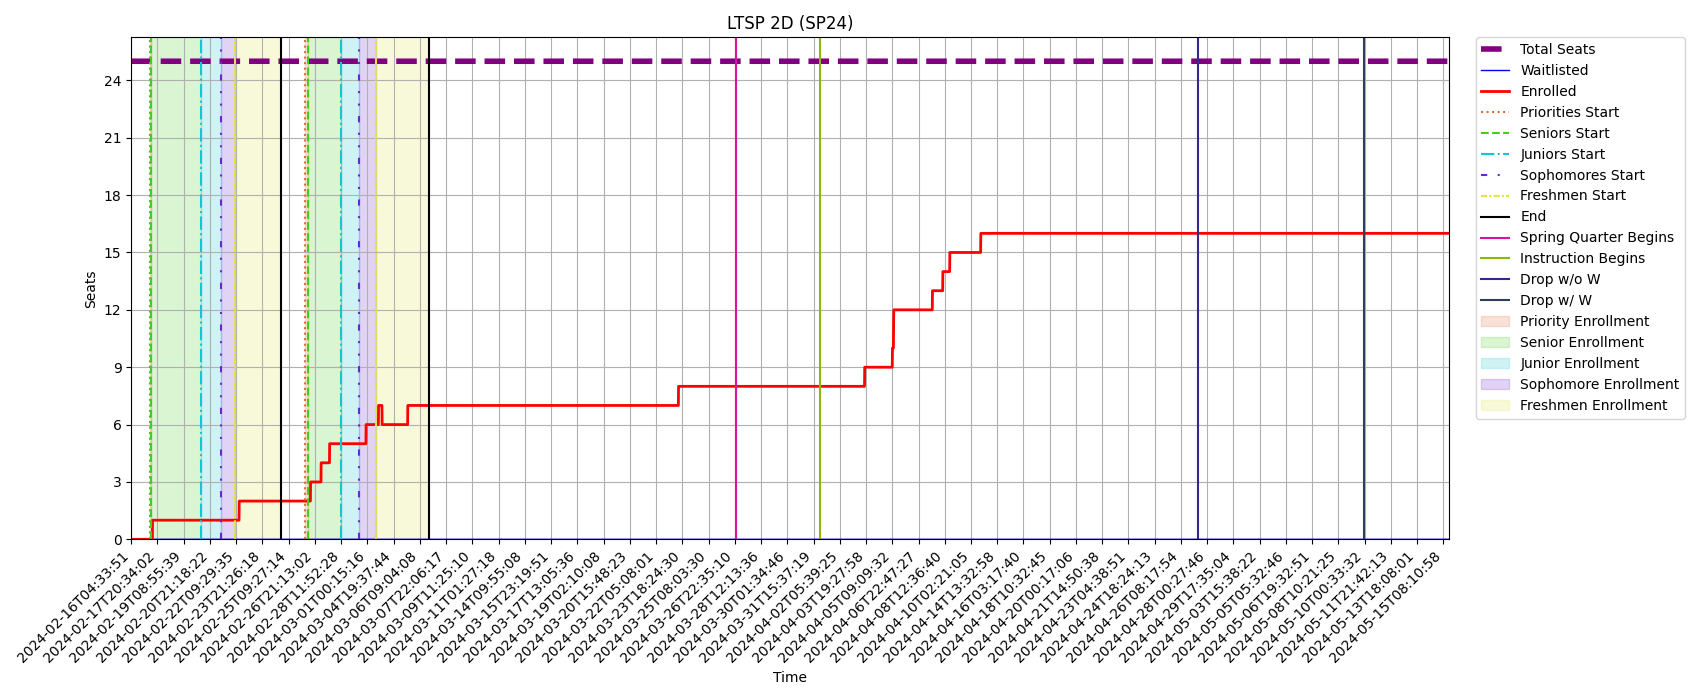 LTSP 2D (SP24)
Seats
24
21
18
15
12
9
6
3
0
2024-02-16T04:33:51
2024-02-17T20:34:02
2024-02-19T08:55:39
2024-02-20T21:18:22
2024-02-22T09:29:35
2024-02-23T21:26:18
2024-02-25T09:27:14
2024-02-26T21:13:02
2024-02-28T11:52:28
2024-03-01T00:15:16
2024-03-04T19:37:44
2024-03-06T09:04:08
2024-03-07T22:06:17
2024-03-09T11:25:10
2024-03-11T01:27:18
2024-03-14T09:55:08
2024-03-15T23:19:51
2024-03-17T13:05:36
2024-03-19T02:10:08
2024-03-20T15:48:23
2024-03-22T05:08:01
2024-03-23T18:24:30
2024-03-25T08:03:30
2024-03-26T22:35:10
2024-03-28T12:13:36
2024-03-30T01:34:46
2024-03-31T15:37:19
2024-04-02T05:39:25
2024-04-03T19:27:58
2024-04-05T09:09:32
2024-04-06T22:47:27
2024-04-08T12:36:40
2024-04-10T02:21:05
2024-04-14T13:32:58
2024-04-16T03:17:40
2024-04-18T10:32:45
2024-04-20T00:17:06
2024-04-21T14:50:38
2024-04-23T04:38:51
2024-04-24T18:24:13
2024-04-26T08:17:54
2024-04-28T00:27:46
2024-04-29T17:35:04
2024-05-03T15:38:22
2024-05-05T05:32:46
2024-05-06T19:32:51
2024-05-08T10:21:25
2024-05-10T00:33:32
2024-05-11T21:42:13
2024-05-13T18:08:01
2024-05-15T08:10:58
Time
Total Seats
Waitlisted
Enrolled
Priorities Start
Seniors Start
Juniors Start
Sophomores Start
Freshmen Start
End
Spring Quarter Begins
Instruction Begins
Drop w/o W
Drop w/ W
Priority Enrollment
Senior Enrollment
Junior Enrollment
Sophomore Enrollment
Freshmen Enrollment